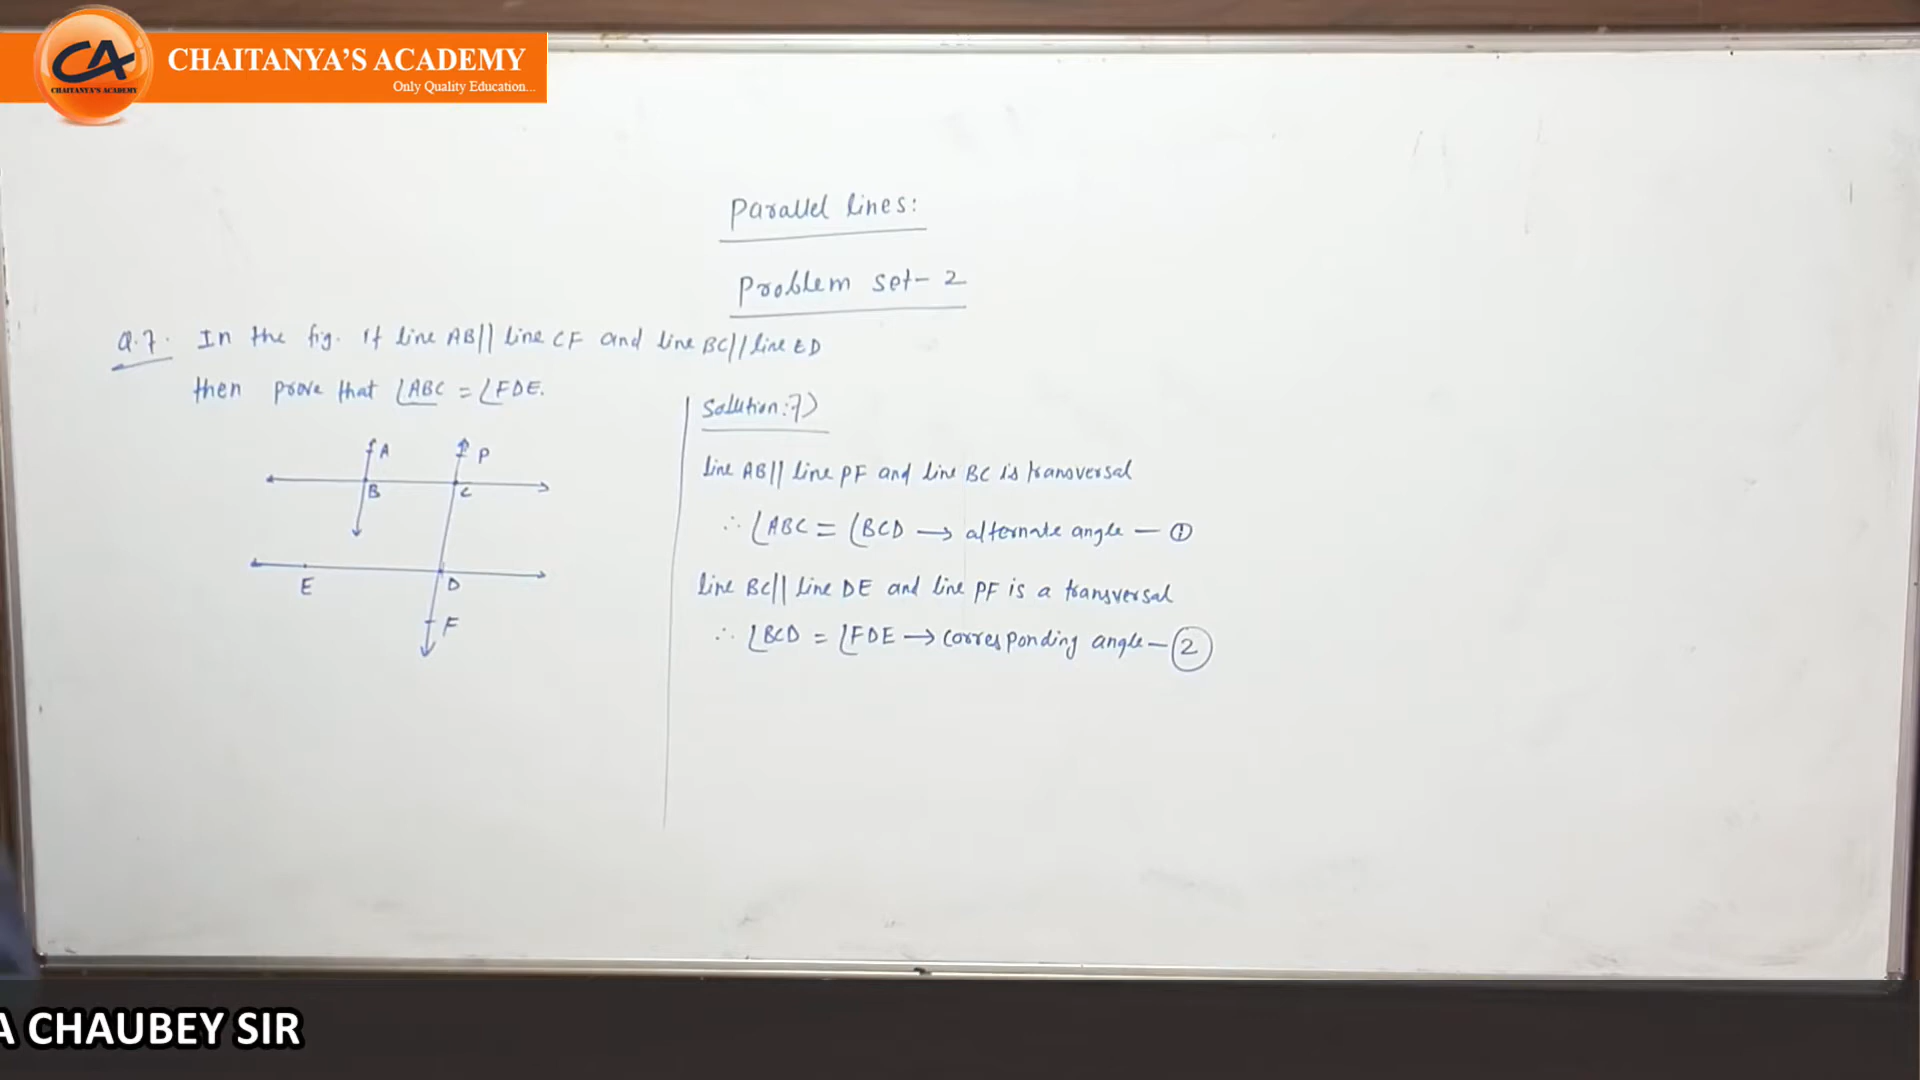 CA
CHAITANYA'S ACADEMY
CHAITANYA'S ACADEMY
Only Quality Education...
Parallel lines:
Problem set-2
Q.7. In the fig. if line AB || line CF and line BC // line ED
then prove that ∠ABC = ∠FDE.
Solution:7)
line AB || line PF and line BC is transversal
∴ ∠ABC = ∠BCD → alternate angle — ①
line BC || line DE and line PF is a transversal
∴ ∠BCD = ∠FDE → corresponding angle — ②
A
P
B
C
E
D
F
A CHAUBEY SIR